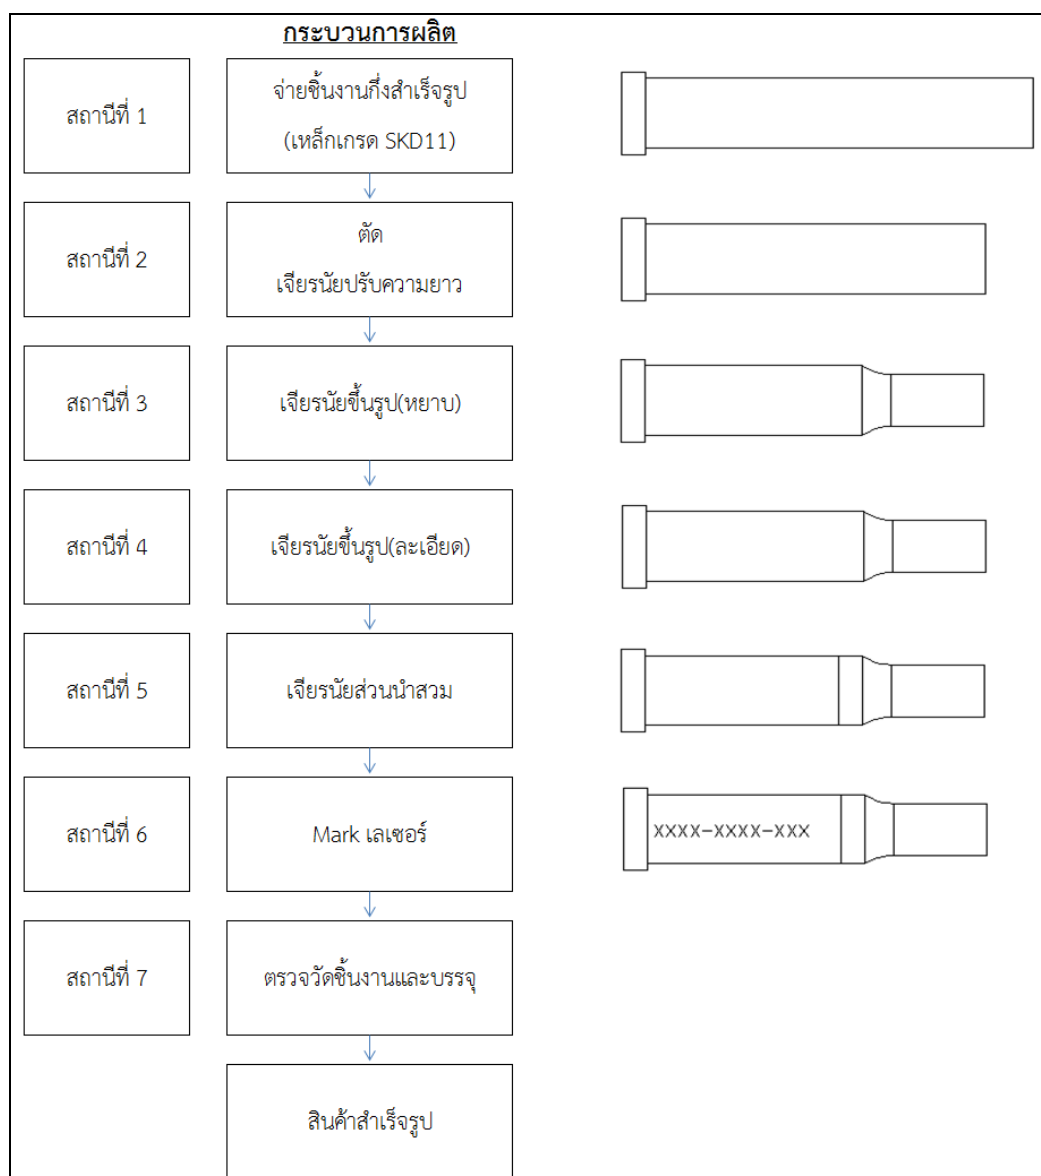 กระบวนการผลิต
สถานีที่ 1
จ่ายชิ้นงานกึ่งสำเร็จรูป
(เหล็กเกรด SKD11)
สถานีที่ 2
ตัด
เจียรนัยปรับความยาว
สถานีที่ 3
เจียรนัยขึ้นรูป(หยาบ)
สถานีที่ 4
เจียรนัยขึ้นรูป(ละเอียด)
สถานีที่ 5
เจียรนัยส่วนนำสวม
สถานีที่ 6
Mark เลเซอร์
XXXX-XXXX-XXX
สถานีที่ 7
ตรวจวัดชิ้นงานและบรรจุ
สินค้าสำเร็จรูป